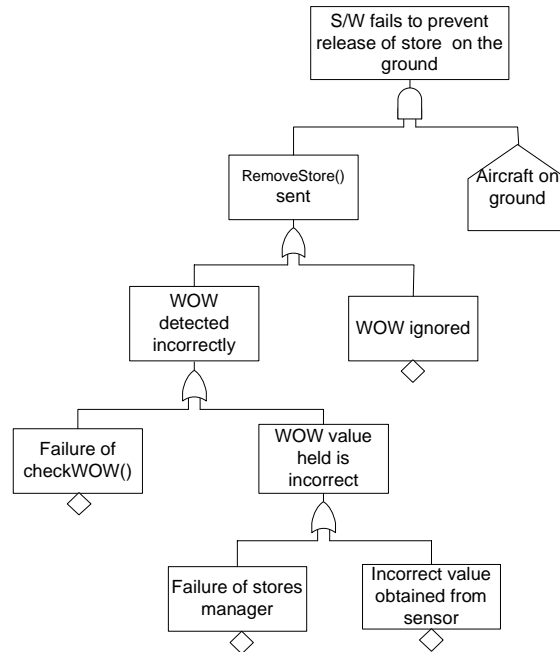 S/W fails to prevent
release of store on the
ground
RemoveStore()
sent
Aircraft on
ground
WOW
detected
incorrectly
WOW ignored
Failure of
checkWOW()
WOW value
held is
incorrect
Failure of stores
manager
Incorrect value
obtained from
sensor